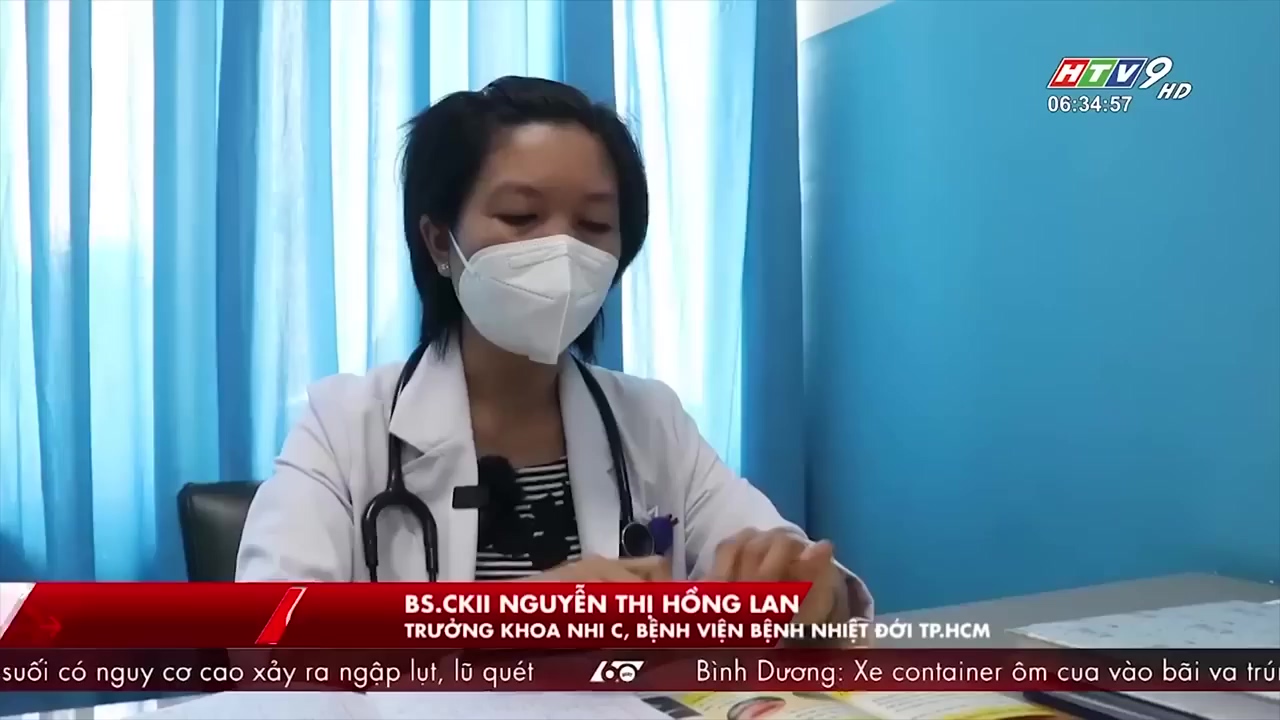 HTV9 HD
06:34:57
BS.CKII NGUYỄN THỊ HỒNG LAN
TRƯỞNG KHOA NHI C, BỆNH VIỆN BỆNH NHIỆT ĐỚI TP.HCM
suối có nguy cơ cao xảy ra ngập lụt, lũ quét
60
Bình Dương: Xe container ôm cua vào bãi va